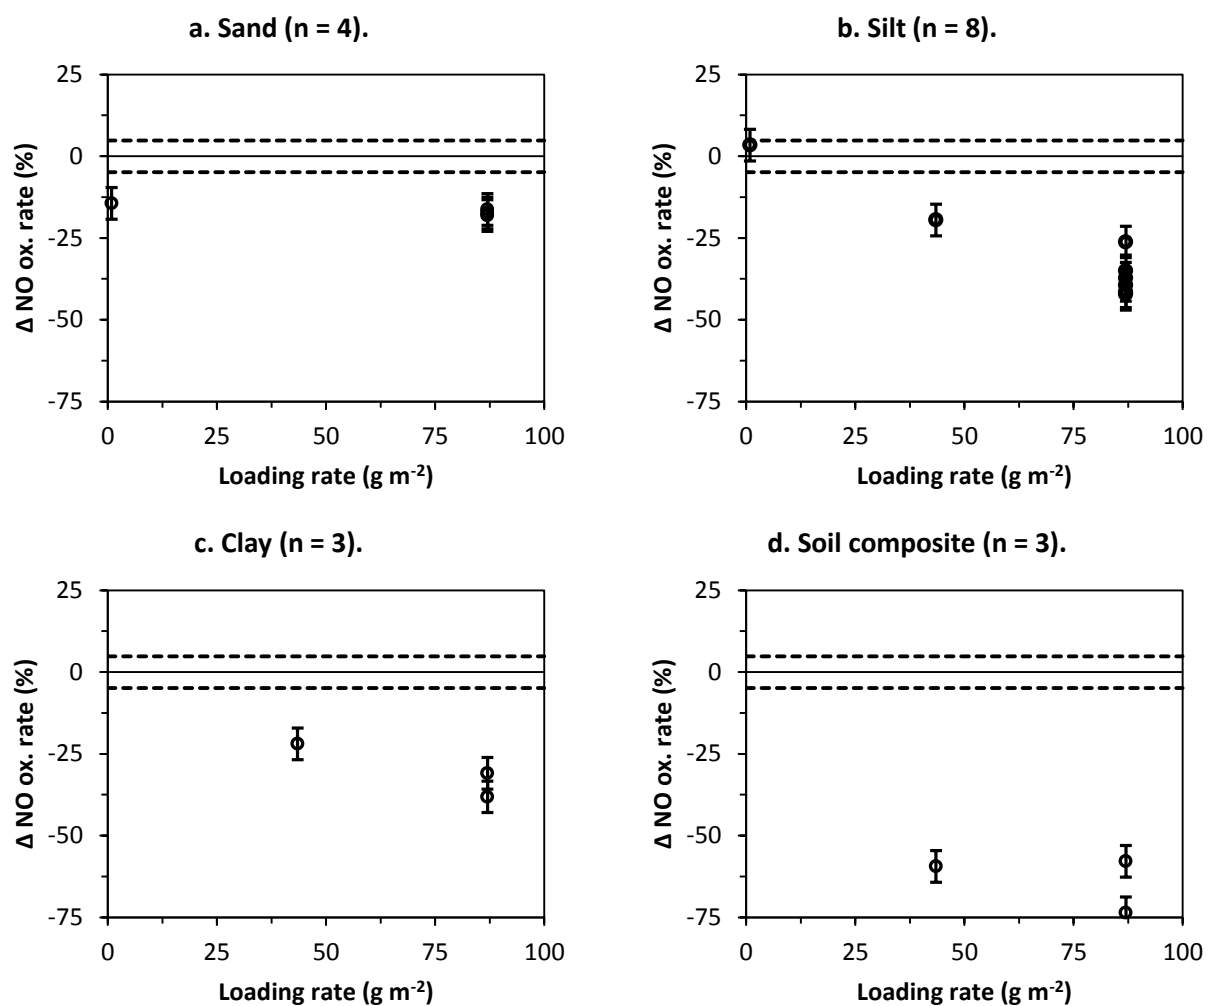 a. Sand (n = 4).
25
0
-25
-50
-75
Δ NO ox. rate (%)
0 25 50 75 100
Loading rate (g m-2)
b. Silt (n = 8).
25
0
-25
-50
-75
Δ NO ox. rate (%)
0 25 50 75 100
Loading rate (g m-2)
c. Clay (n = 3).
25
0
-25
-50
-75
Δ NO ox. rate (%)
0 25 50 75 100
Loading rate (g m-2)
d. Soil composite (n = 3).
25
0
-25
-50
-75
Δ NO ox. rate (%)
0 25 50 75 100
Loading rate (g m-2)